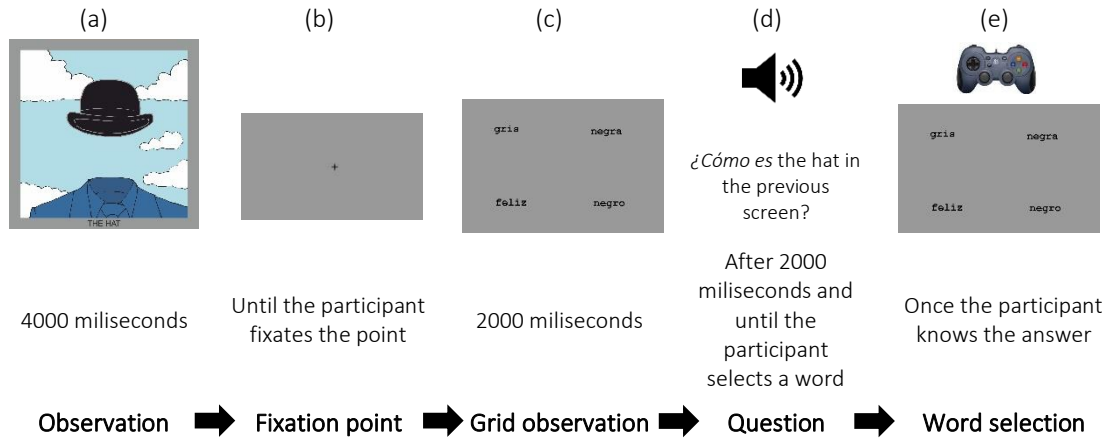 (a)
(b)
(c)
(d)
(e)
THE HAT
gris negra
feliz negro
¿Cómo es the hat in
the previous
screen?
gris negra
feliz negro
4000 miliseconds
Until the participant
fixates the point
2000 miliseconds
After 2000
miliseconds and
until the
participant
selects a word
Once the participant
knows the answer
Observation
Fixation point
Grid observation
Question
Word selection